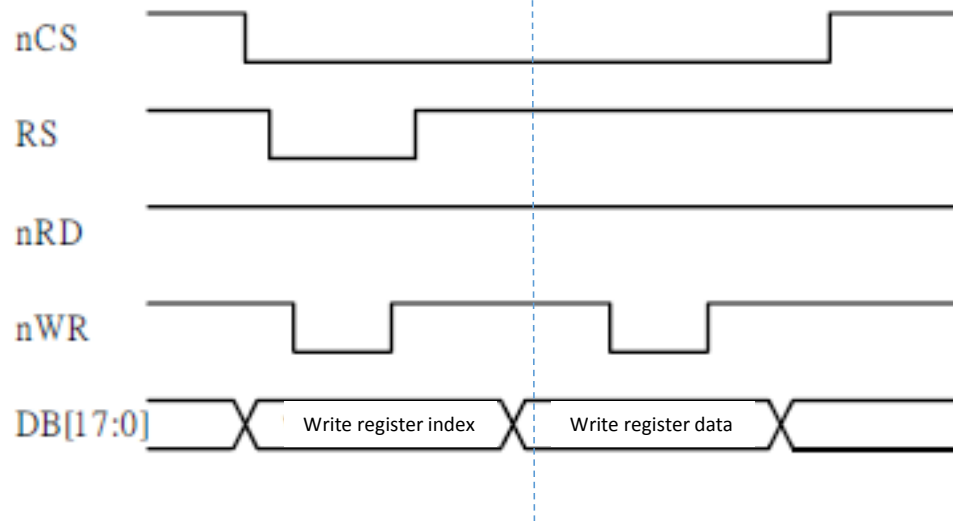 nCS
RS
nRD
nWR
DB[17:0] Write register index Write register data